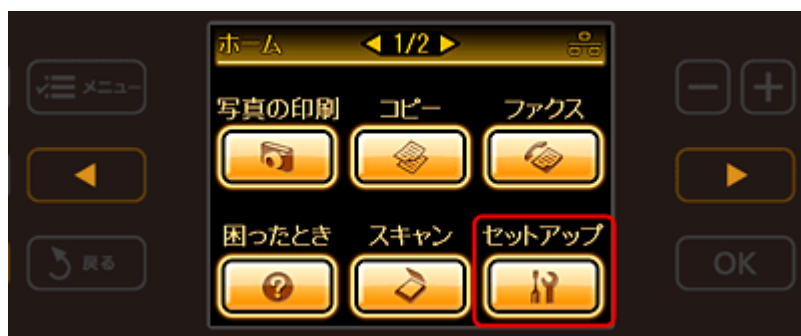 ホーム 1/2
メニュー
写真の印刷 コピー ファクス
困ったとき スキャン セットアップ
戻る
OK